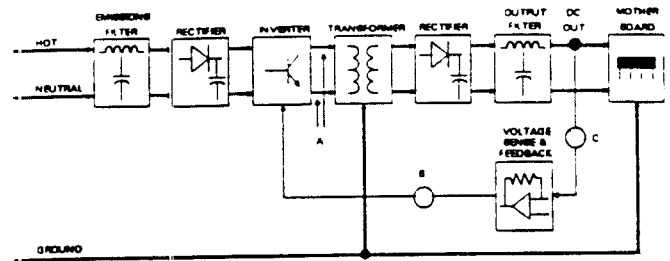 EMISSIONS
FILTER
RECTIFIER
INVERTER
TRANSFORMER
RECTIFIER
OUTPUT
FILTER
DC
OUT
MOTHER
BOARD
HOT
NEUTRAL
A
VOLTAGE
SENSE &
FEEDBACK
C
B
GROUND